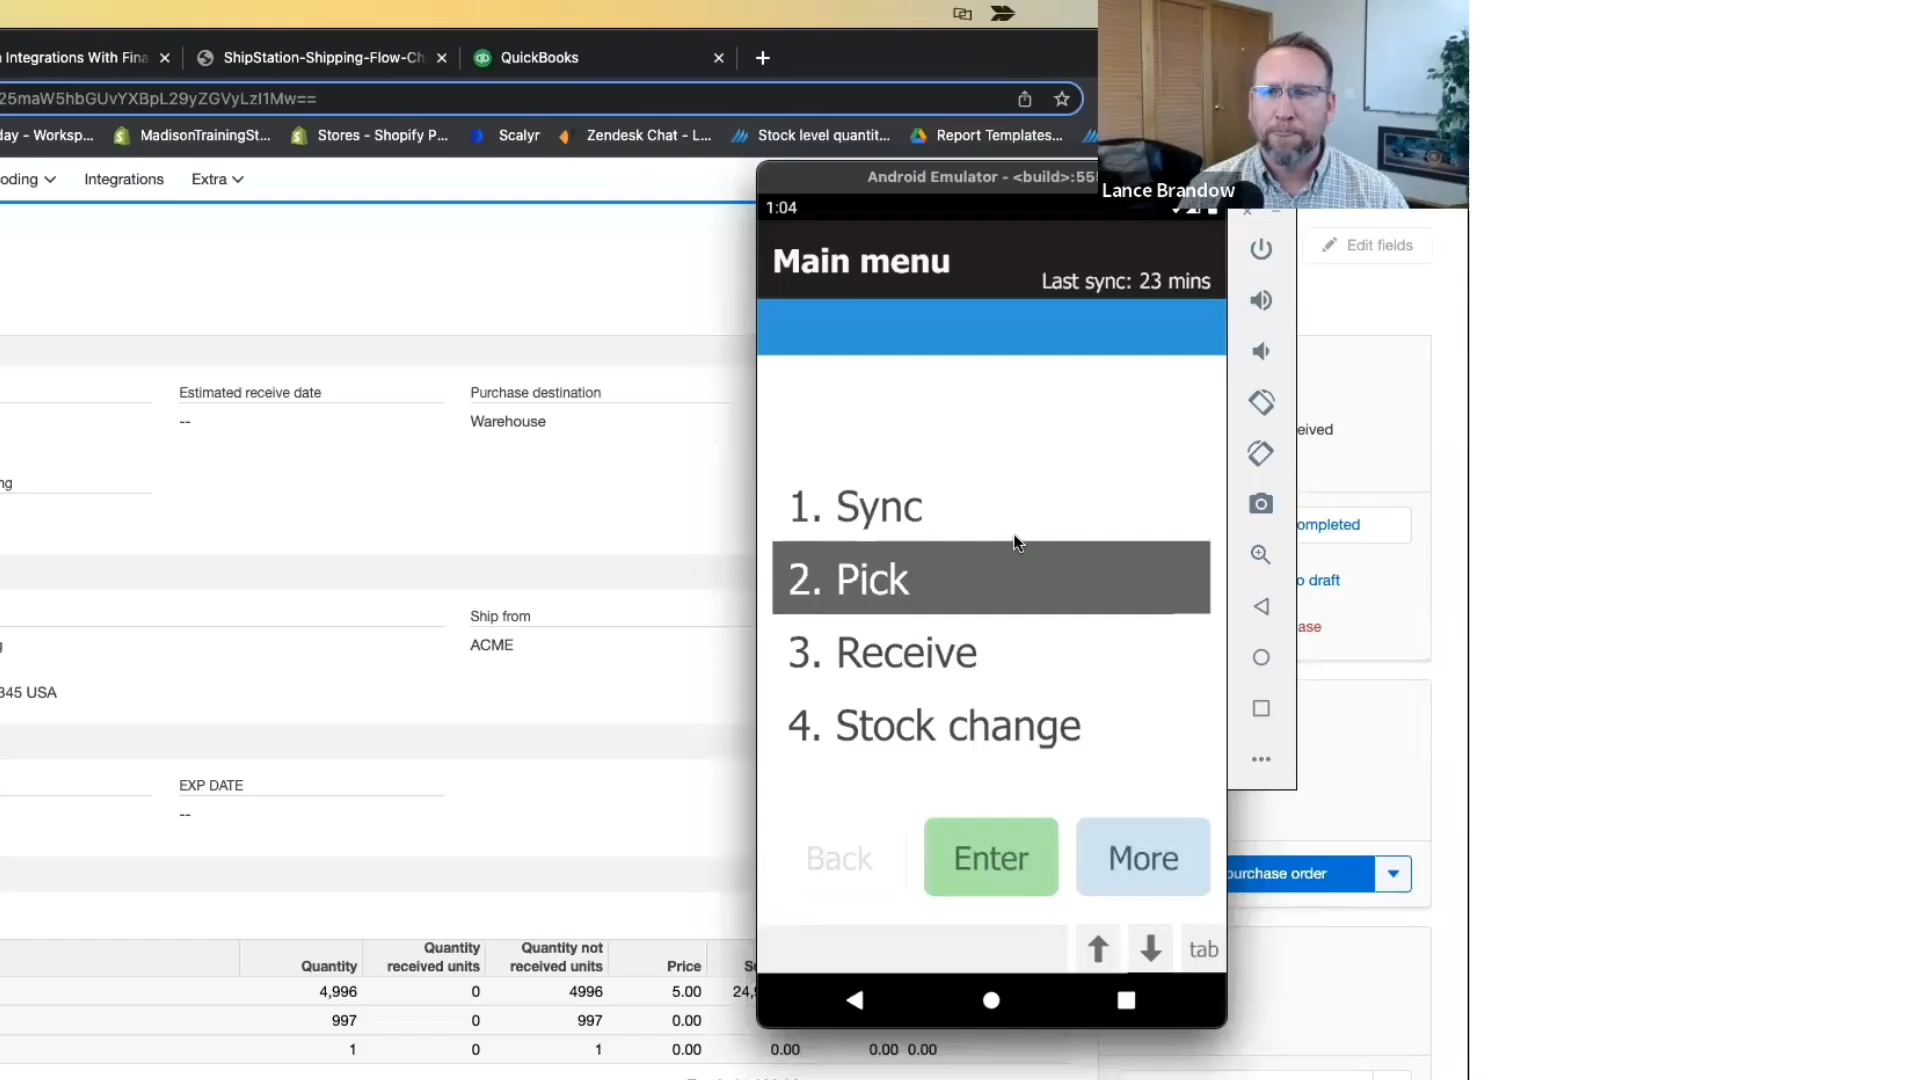 Integrations With Fina
ShipStation-Shipping-Flow-Ch
QuickBooks
25maW5hbGUvYXBpL29yZGVyLzI1Mw==
day - Worksp...
MadisonTrainingSt...
Stores - Shopify P...
Scalyr
Zendesk Chat - L...
Stock level quantit...
Report Templates...
oding
Integrations
Extra
Lance Brandow
Android Emulator - <build>:55
1:04
Main menu
Last sync: 23 mins
Edit fields
Estimated receive date
--
Purchase destination
Warehouse
eived
ng
1. Sync
ompleted
2. Pick
o draft
Ship from
ACME
ase
3. Receive
345 USA
4. Stock change
EXP DATE
--
Back
Enter
More
purchase order
tab
Quantity
Quantity received units
Quantity not received units
Price
4,996 0 4996 5.00 24,
997 0 997 0.00
1 0 1 0.00 0.00 0.00 0.00